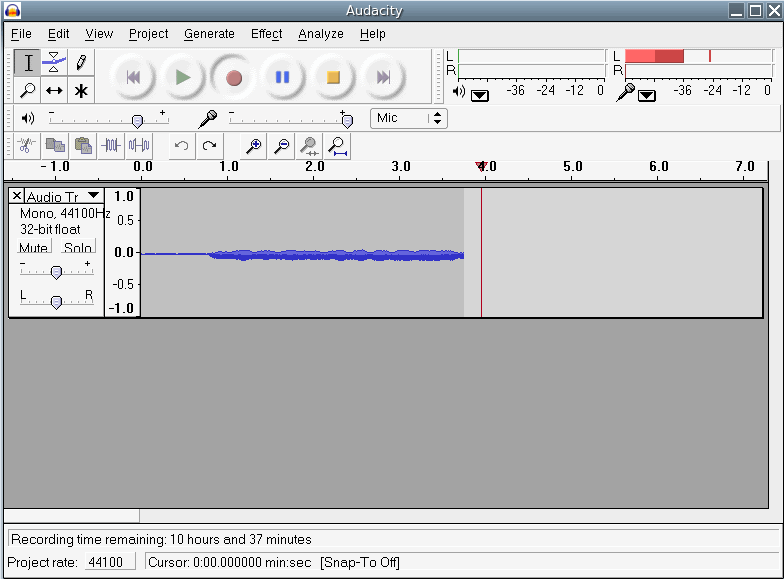 Audacity
File Edit View Project Generate Effect Analyze Help
L
R
-36 -24 -12 0
L
R
-36 -24 -12 0
- + - + Mic
- 1.0 0.0 1.0 2.0 3.0 4.0 5.0 6.0 7.0
Audio Tr
Mono, 44100Hz
32-bit float
Mute Solo
- +
L R
1.0
0.5
0.0
-0.5
-1.0
Recording time remaining: 10 hours and 37 minutes
Project rate: 44100 Cursor: 0:00.000000 min:sec [Snap-To Off]